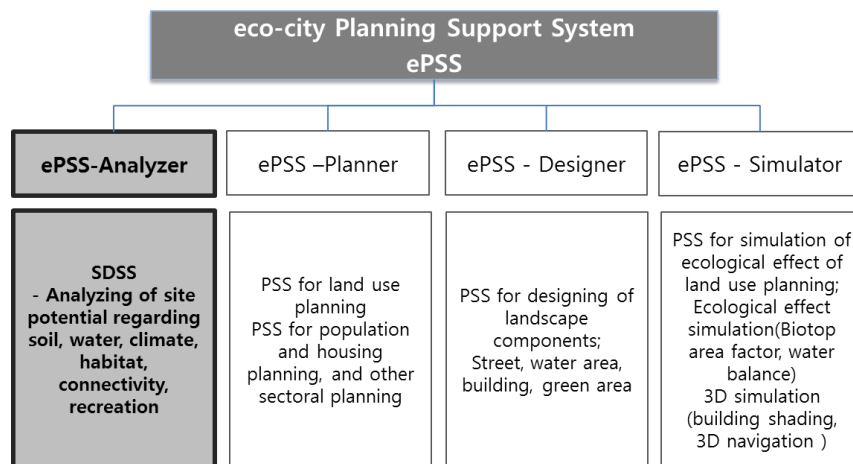 eco-city Planning Support System
ePSS
ePSS-Analyzer
ePSS –Planner
ePSS - Designer
ePSS - Simulator
SDSS
- Analyzing of site
potential regarding
soil, water, climate,
habitat,
connectivity,
recreation
PSS for land use
planning
PSS for population
and housing
planning, and other
sectoral planning
PSS for designing of
landscape
components;
Street, water area,
building, green area
PSS for simulation of
ecological effect of
land use planning;
Ecological effect
simulation(Biotop
area factor, water
balance)
3D simulation
(building shading,
3D navigation )